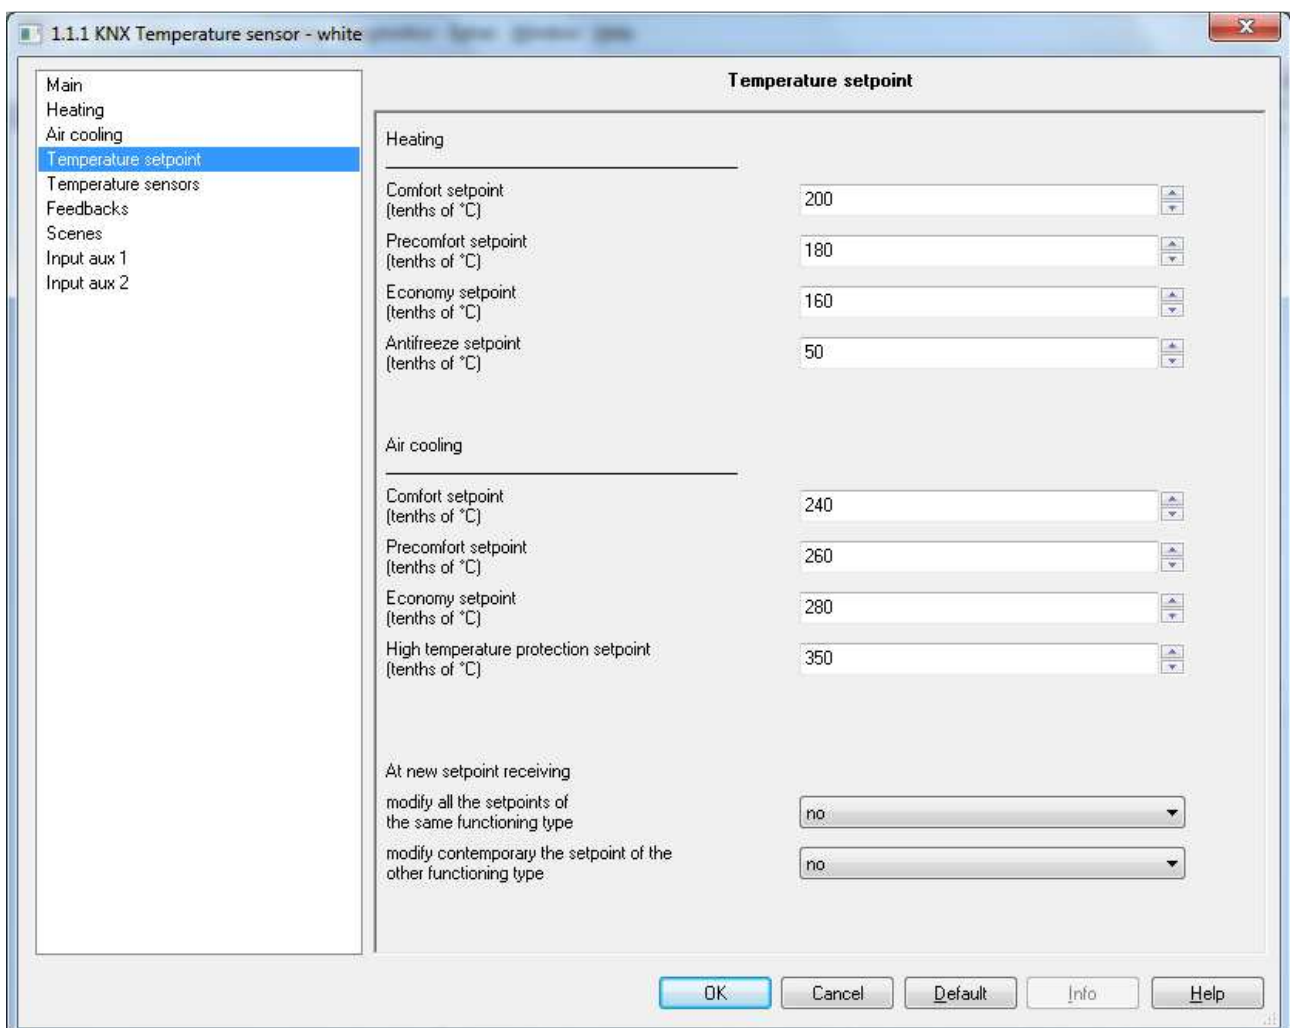 1.1.1 KNX Temperature sensor - white
Main
Heating
Air cooling
Temperature setpoint
Temperature sensors
Feedbacks
Scenes
Input aux 1
Input aux 2
Temperature setpoint
Heating
Comfort setpoint
(tenths of °C)
200
Precomfort setpoint
(tenths of °C)
180
Economy setpoint
(tenths of °C)
160
Antifreeze setpoint
(tenths of °C)
50
Air cooling
Comfort setpoint
(tenths of °C)
240
Precomfort setpoint
(tenths of °C)
260
Economy setpoint
(tenths of °C)
280
High temperature protection setpoint
(tenths of °C)
350
At new setpoint receiving
modify all the setpoints of
the same functioning type
no
modify contemporary the setpoint of the
other functioning type
no
OK
Cancel
Default
Info
Help